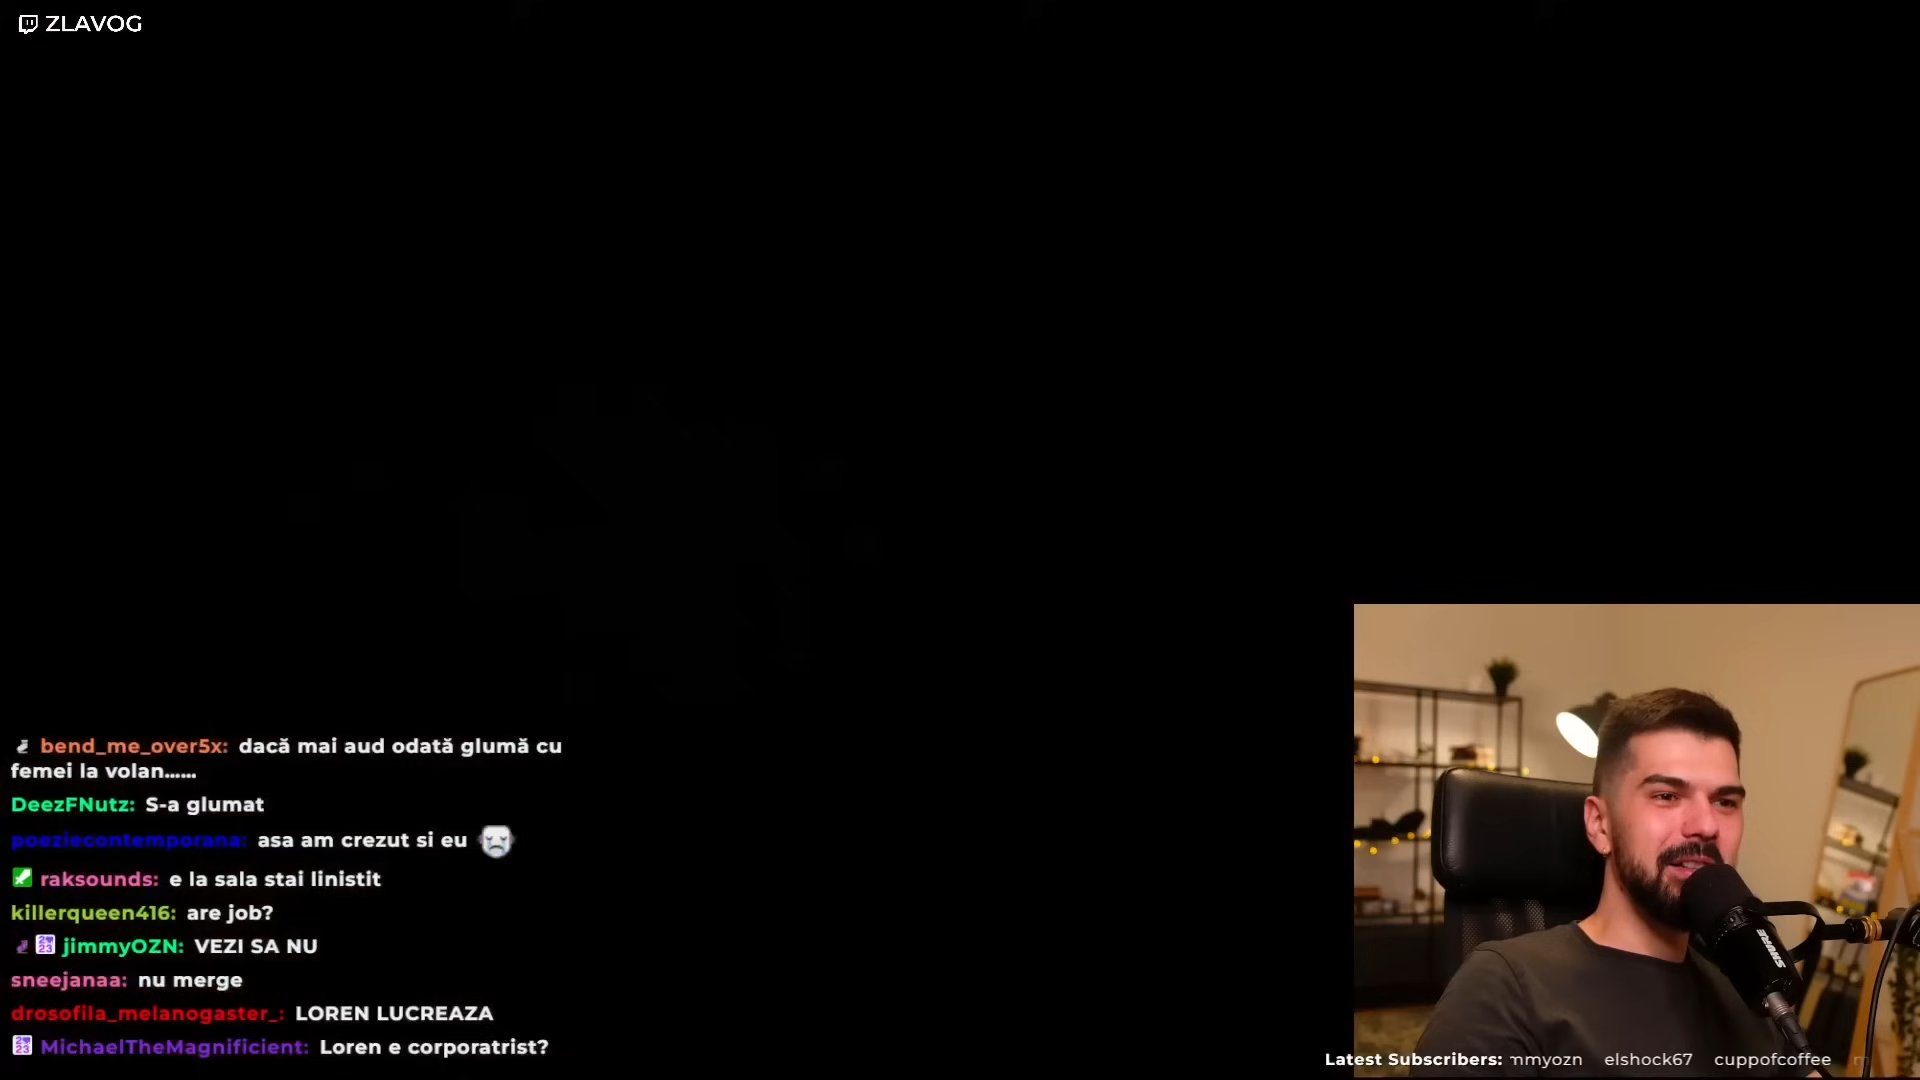 ZLAVOG
bend_me_over5x: dacă mai aud odată glumă cu
femei la volan......
DeezFNutz: S-a glumat
poeziecontemporana: asa am crezut si eu
raksounds: e la sala stai linistit
killerqueen416: are job?
jimmyOZN: VEZI SA NU
sneejanaa: nu merge
drosofila_melanogaster_: LOREN LUCREAZA
MichaelTheMagnificient: Loren e corporatrist?
SHURE
Latest Subscribers: mmyozn elshock67 cuppofcoffee